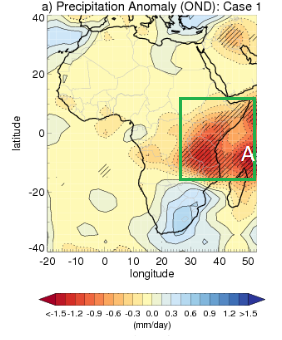 a) Precipitation Anomaly (OND): Case 1
40
20
0
-20
-40
latitude
A
-20 -10 0 10 20 30 40 50
longitude
<-1.5 -1.2 -0.9 -0.6 -0.3 0.0 0.3 0.6 0.9 1.2 >1.5
(mm/day)